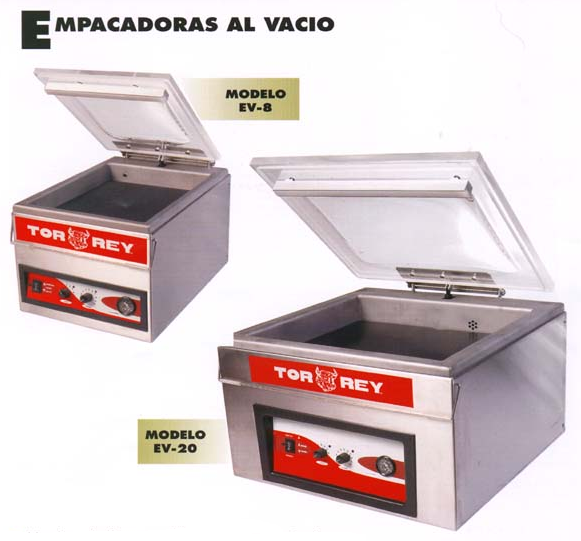 EMPACADORAS AL VACIO
MODELO
EV-8
TOR REY
TOR REY
MODELO
EV-20